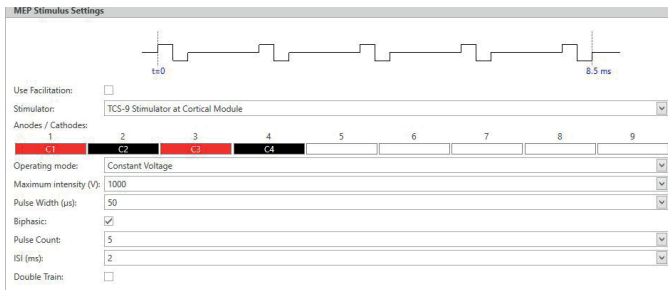 MEP Stimulus Settings
t=0 8.5 ms
Use Facilitation:
Stimulator: TCS-9 Stimulator at Cortical Module
Anodes / Cathodes:
1 2 3 4 5 6 7 8 9
C1 C2 C3 C4
Operating mode: Constant Voltage
Maximum intensity (V): 1000
Pulse Width (μs): 50
Biphasic:
Pulse Count: 5
ISI (ms): 2
Double Train: